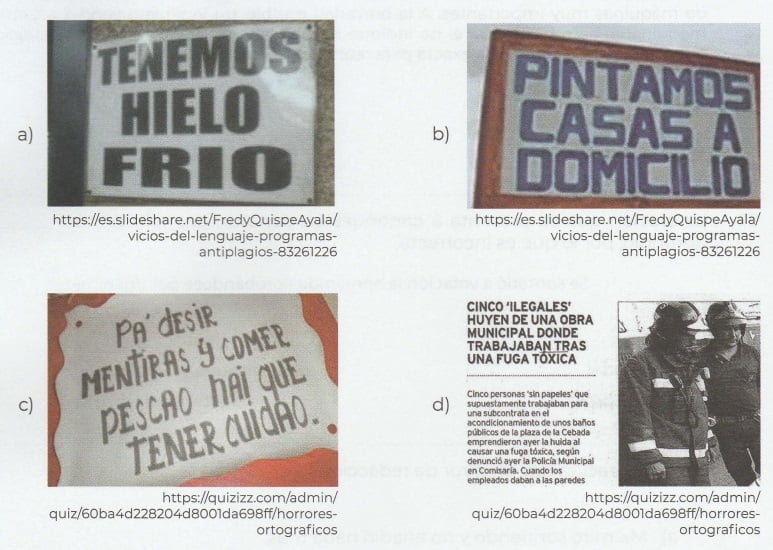 a)
TENEMOS
HIELO
FRIO
https://es.slideshare.net/FredyQuispeAyala/
vicios-del-lenguaje-programas-
antiplagios-83261226
b)
PINTAMOS
CASAS A
DOMICILIO
https://es.slideshare.net/FredyQuispeAyala/
vicios-del-lenguaje-programas-
antiplagios-83261226
c)
PA' DESIR
MENTIRAS Y COMER
PESCAO HAI QUE
TENER CUIDAO.
https://quizizz.com/admin/
quiz/60ba4d228204d8001da698ff/horrores-
ortograficos
d)
CINCO 'ILEGALES'
HUYEN DE UNA OBRA
MUNICIPAL DONDE
TRABAJABAN TRAS
UNA FUGA TÓXICA
Cinco personas 'sin papeles' que
supuestamente trabajaban para
una subcontrata en el
acondicionamiento de unos baños
públicos de la plaza de la Cebada
emprendieron ayer la huida al
causar una fuga tóxica, según
denunció ayer la Policía Municipal
en Comisaría. Cuando los
empleados daban a las paredes
https://quizizz.com/admin/
quiz/60ba4d228204d8001da698ff/horrores-
ortograficos